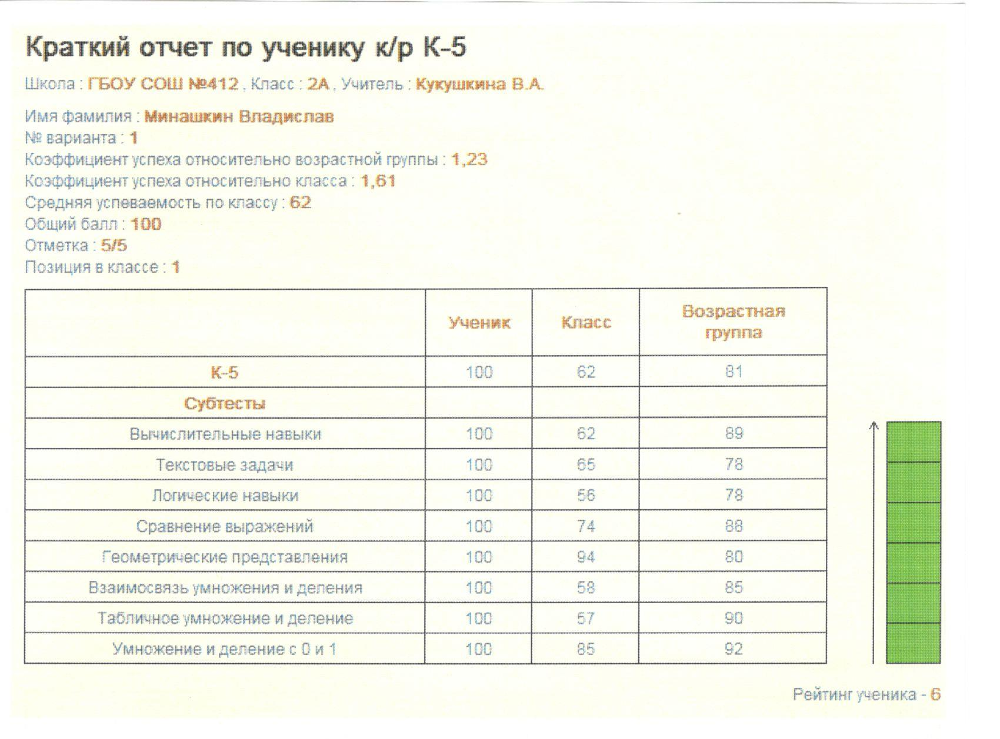 Краткий отчет по ученику к/р К-5
Школа : ГБОУ СОШ №412 , Класс : 2А , Учитель : Кукушкина В.А.
Имя фамилия : Минашкин Владислав
№ варианта : 1
Коэффициент успеха относительно возрастной группы : 1,23
Коэффициент успеха относительно класса : 1,61
Средняя успеваемость по классу : 62
Общий балл : 100
Отметка : 5/5
Позиция в классе : 1
Ученик Класс Возрастная группа
К-5 100 62 81
Субтесты
Вычислительные навыки 100 62 89
Текстовые задачи 100 65 78
Логические навыки 100 56 78
Сравнение выражений 100 74 88
Геометрические представления 100 94 80
Взаимосвязь умножения и деления 100 58 85
Табличное умножение и деление 100 57 90
Умножение и деление с 0 и 1 100 85 92
Рейтинг ученика - 6